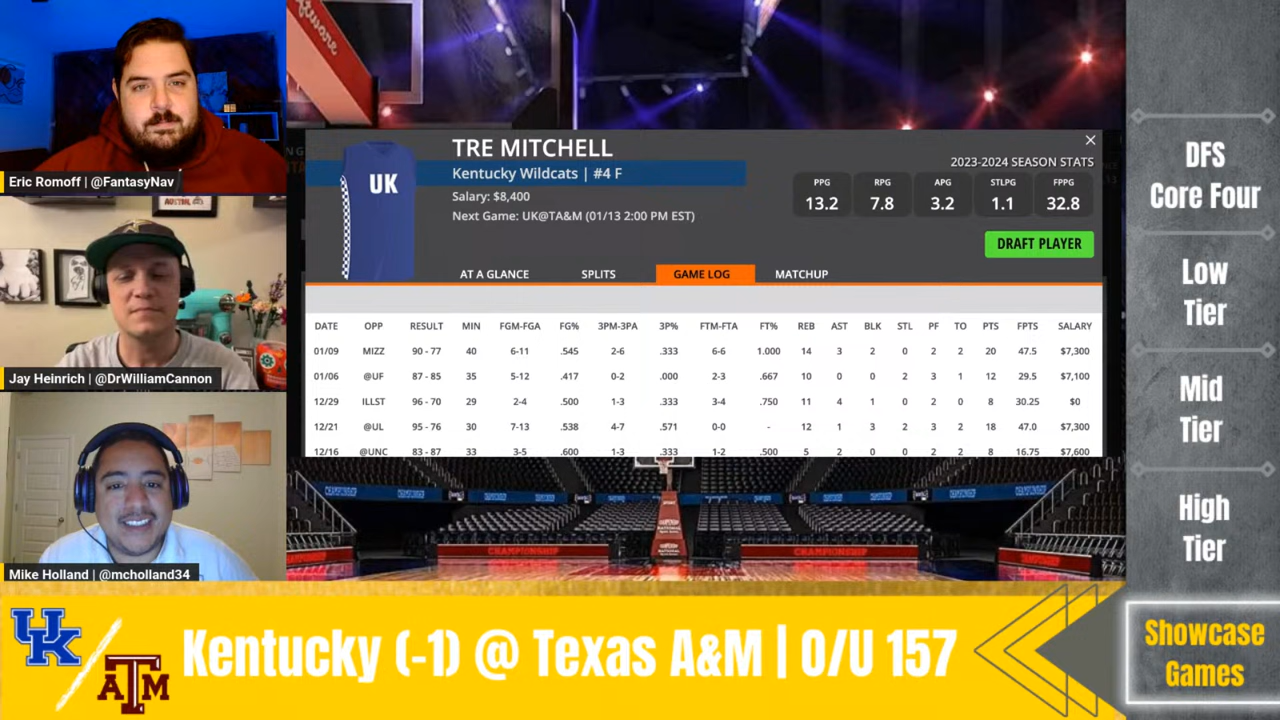 Eric Romoff | @FantasyNav
Jay Heinrich | @DrWilliamCannon
Mike Holland | @mcholland34
UK
TRE MITCHELL
Kentucky Wildcats | #4 F
Salary: $8,400
Next Game: UK@TA&M (01/13 2:00 PM EST)
2023-2024 SEASON STATS
PPG RPG APG STLPG FPPG
13.2 7.8 3.2 1.1 32.8
DRAFT PLAYER
AT A GLANCE SPLITS GAME LOG MATCHUP
DATE OPP RESULT MIN FGM-FGA FG% 3PM-3PA 3P% FTM-FTA FT% REB AST BLK STL PF TO PTS FPTS SALARY
01/09 MIZZ 90 - 77 40 6-11 .545 2-6 .333 6-6 1.000 14 3 2 0 2 2 20 47.5 $7,300
01/06 @UF 87 - 85 35 5-12 .417 0-2 .000 2-3 .667 10 0 0 2 3 1 12 29.5 $7,100
12/29 ILLST 96 - 70 29 2-4 .500 1-3 .333 3-4 .750 11 4 1 0 2 0 8 30.25 $0
12/21 @UL 95 - 76 30 7-13 .538 4-7 .571 0-0 - 12 1 3 2 3 2 18 47.0 $7,300
12/16 @UNC 83 - 87 33 3-5 .600 1-3 .333 1-2 .500 5 2 0 0 2 2 8 16.75 $7,600
CHAMPIONSHIP
CHAMPIONSHIP
UK
ATM
Kentucky (-1) @ Texas A&M | O/U 157
DFS
Core Four
Low
Tier
Mid
Tier
High
Tier
Showcase
Games